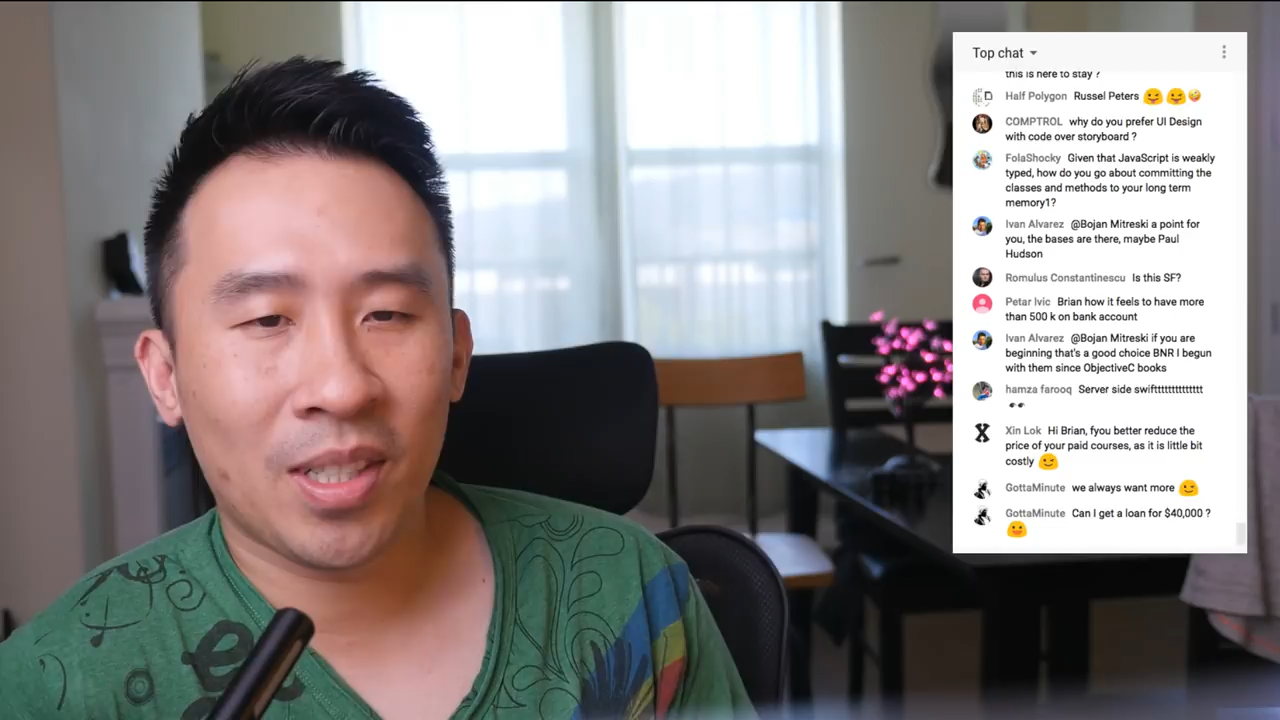 Top chat
this is here to stay ?
Half Polygon Russel Peters
COMPTROL why do you prefer UI Design
with code over storyboard ?
FolaShocky Given that JavaScript is weakly
typed, how do you go about committing the
classes and methods to your long term
memory1?
Ivan Alvarez @Bojan Mitreski a point for
you, the bases are there, maybe Paul
Hudson
Romulus Constantinescu Is this SF?
Petar Ivic Brian how it feels to have more
than 500 k on bank account
Ivan Alvarez @Bojan Mitreski if you are
beginning that's a good choice BNR I begun
with them since ObjectiveC books
hamza farooq Server side swiftttttttttttttt
Xin Lok Hi Brian, fyou better reduce the
price of your paid courses, as it is little bit
costly
GottaMinute we always want more
GottaMinute Can I get a loan for $40,000 ?